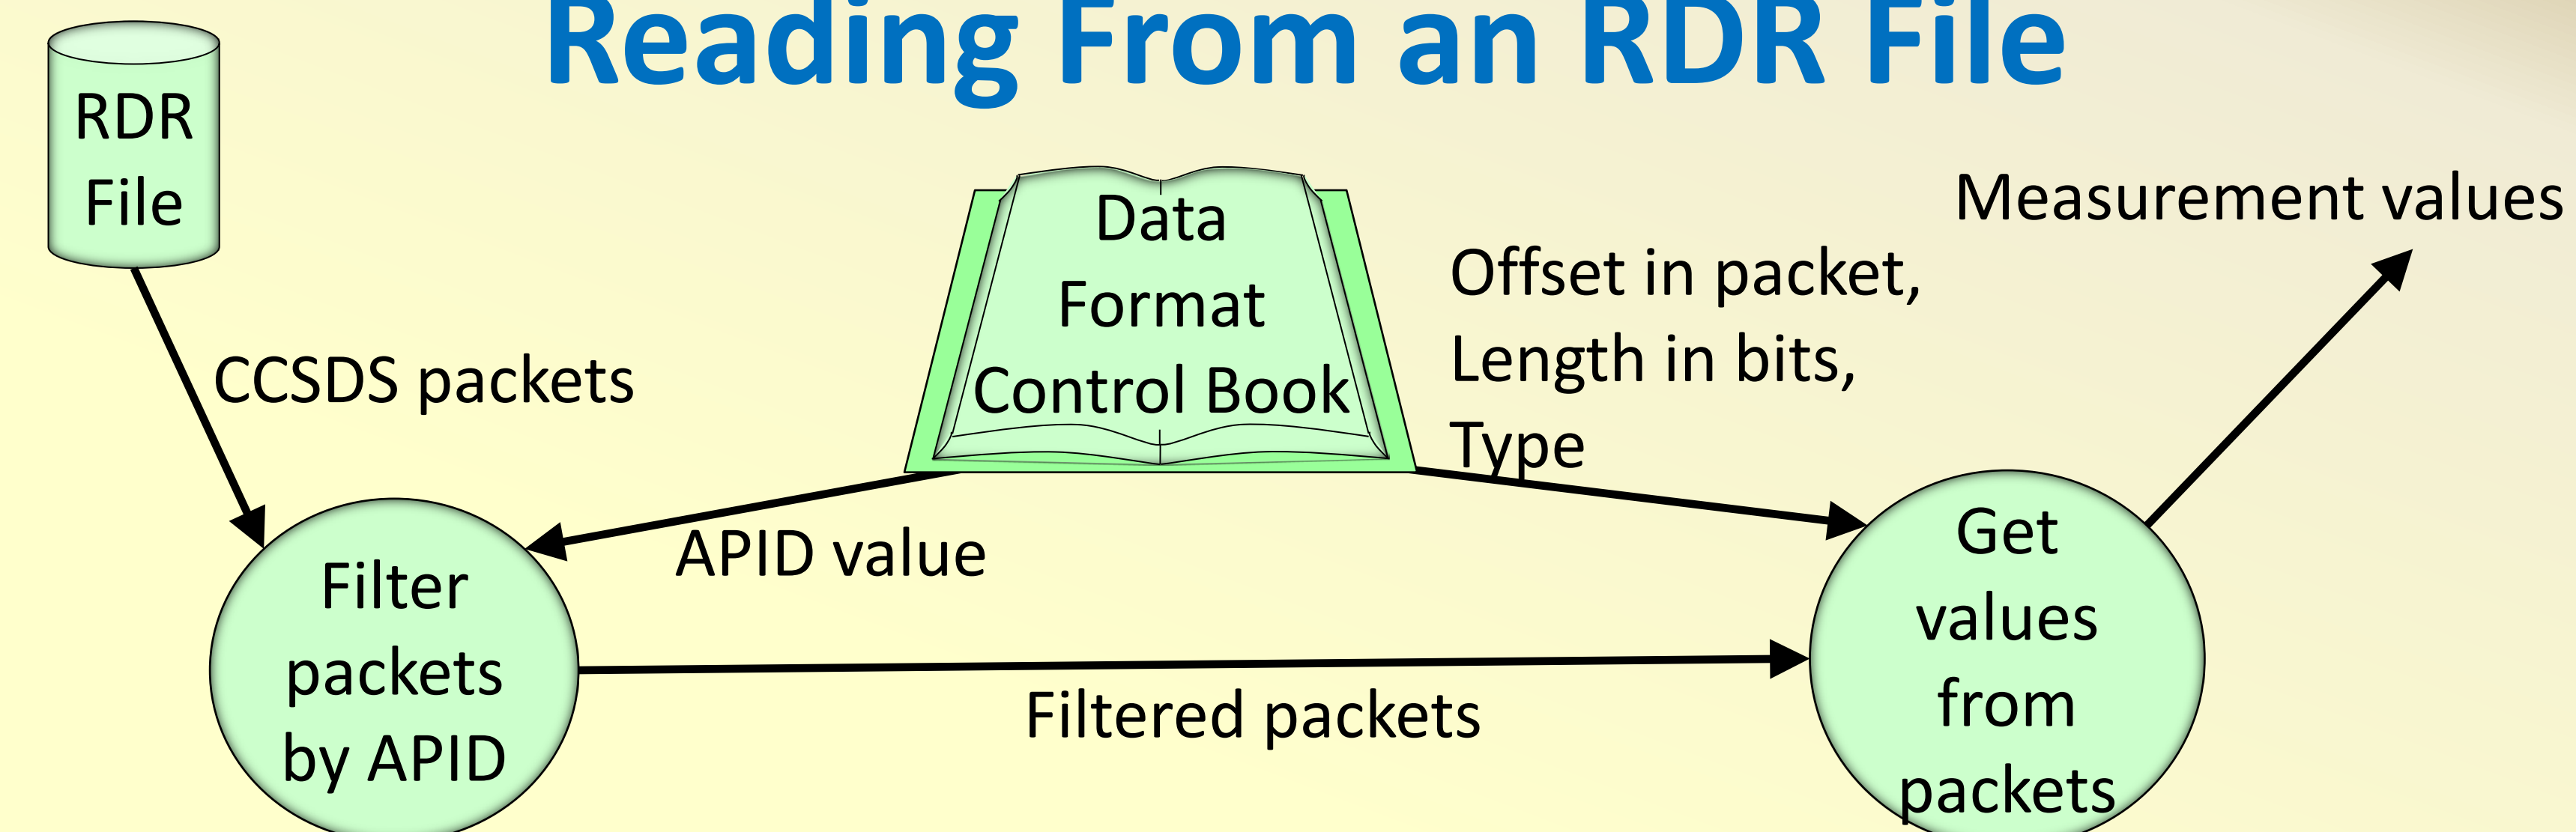 Reading From an RDR File
RDR
File
Data
Format
Control Book
Measurement values
Offset in packet,
Length in bits,
Type
CCSDS packets
APID value
Filter
packets
by APID
Filtered packets
Get
values
from
packets